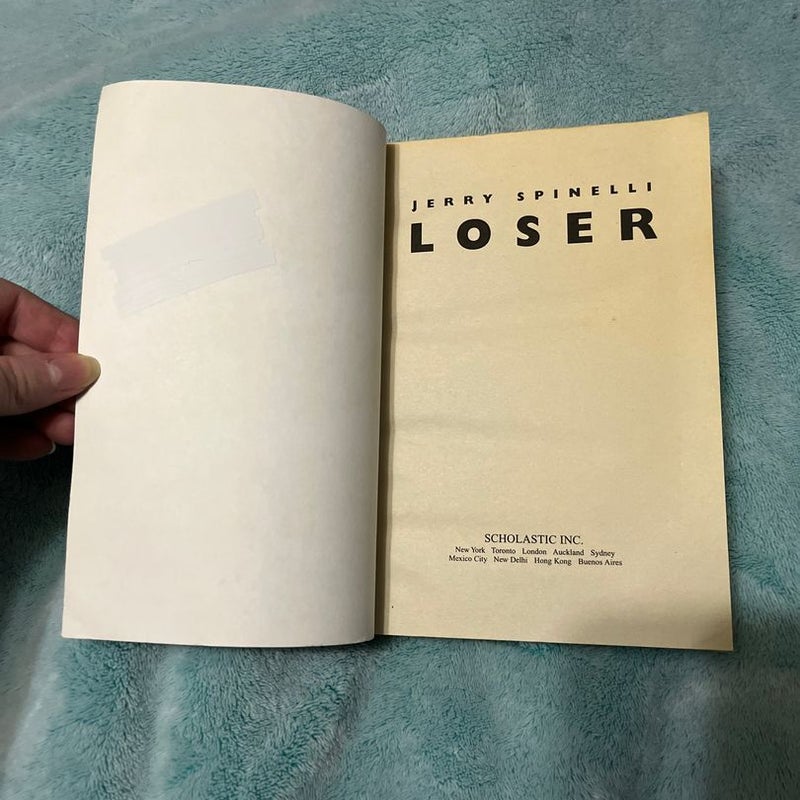 JERRY SPINELLI
LOSER
SCHOLASTIC INC.
New York Toronto London Auckland Sydney
Mexico City New Delhi Hong Kong Buenos Aires